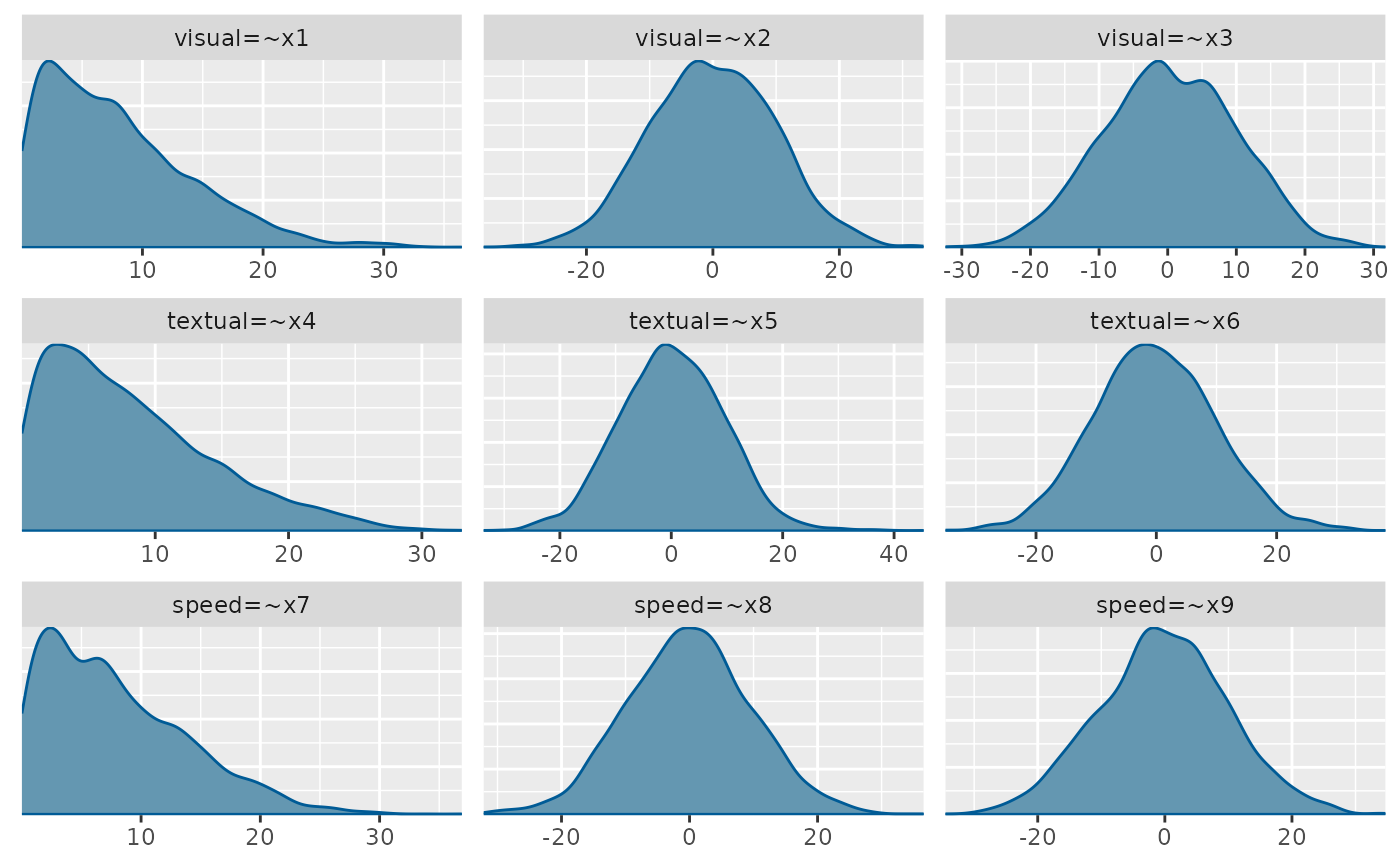 visual=~x1 visual=~x2 visual=~x3
10 20 30 -20 0 20 -30 -20 -10 0 10 20 30
textual=~x4 textual=~x5 textual=~x6
10 20 30 -20 0 20 40 -20 0 20
speed=~x7 speed=~x8 speed=~x9
10 20 30 -20 0 20 -20 0 20